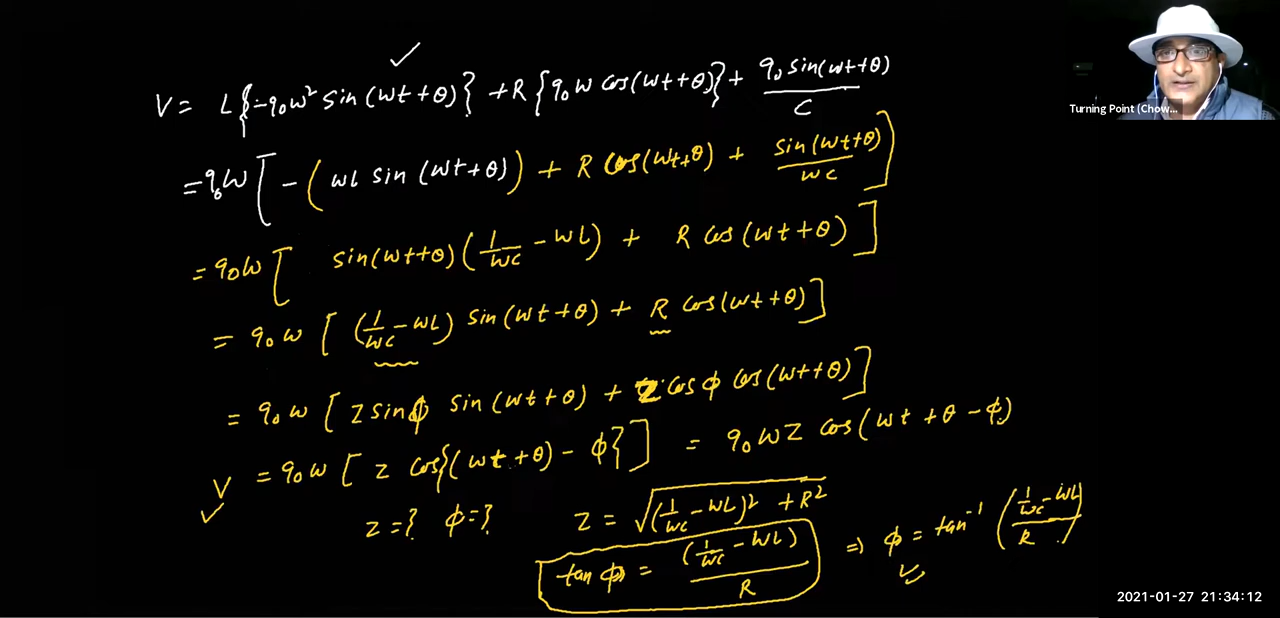 V = L{-q₀ω² sin(ωt+θ)} + R{q₀ω cos(ωt+θ)} + q₀ sin(ωt+θ)/C
= q₀ω[-(ωL sin(ωt+θ)) + R cos(ωt+θ) + sin(ωt+θ)/ωC]
= q₀ω[sin(ωt+θ)(1/ωC - ωL) + R cos(ωt+θ)]
= q₀ω[(1/ωC - ωL) sin(ωt+θ) + R cos(ωt+θ)]
= q₀ω[Z sinϕ sin(ωt+θ) + Z cosϕ cos(ωt+θ)]
V = q₀ω[Z cos{(ωt+θ) - ϕ}] = q₀ωZ cos(ωt+θ-ϕ)
Z=? ϕ=? Z = √((1/ωC - ωL)² + R²)
tan ϕ = (1/ωC - ωL)/R ⇒ ϕ = tan⁻¹((1/ωC - ωL)/R)
Turning Point (Chow...
2021-01-27 21:34:12